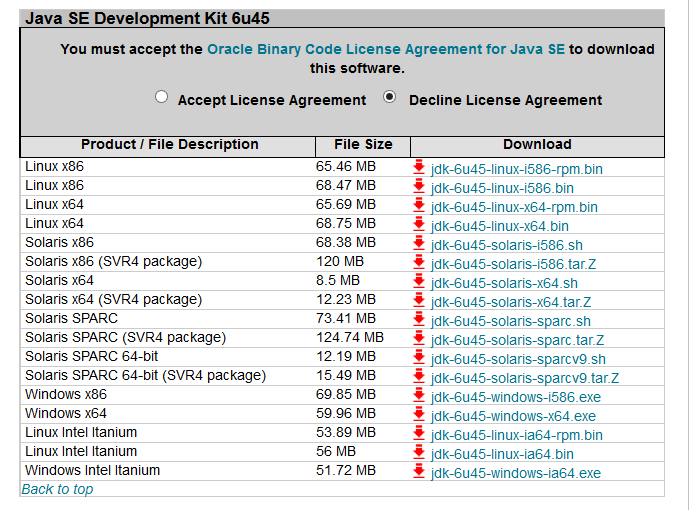 Java SE Development Kit 6u45
You must accept the Oracle Binary Code License Agreement for Java SE to download
this software.
Accept License Agreement Decline License Agreement
Product / File Description File Size Download
Linux x86 65.46 MB jdk-6u45-linux-i586-rpm.bin
Linux x86 68.47 MB jdk-6u45-linux-i586.bin
Linux x64 65.69 MB jdk-6u45-linux-x64-rpm.bin
Linux x64 68.75 MB jdk-6u45-linux-x64.bin
Solaris x86 68.38 MB jdk-6u45-solaris-i586.sh
Solaris x86 (SVR4 package) 120 MB jdk-6u45-solaris-i586.tar.Z
Solaris x64 8.5 MB jdk-6u45-solaris-x64.sh
Solaris x64 (SVR4 package) 12.23 MB jdk-6u45-solaris-x64.tar.Z
Solaris SPARC 73.41 MB jdk-6u45-solaris-sparc.sh
Solaris SPARC (SVR4 package) 124.74 MB jdk-6u45-solaris-sparc.tar.Z
Solaris SPARC 64-bit 12.19 MB jdk-6u45-solaris-sparcv9.sh
Solaris SPARC 64-bit (SVR4 package) 15.49 MB jdk-6u45-solaris-sparcv9.tar.Z
Windows x86 69.85 MB jdk-6u45-windows-i586.exe
Windows x64 59.96 MB jdk-6u45-windows-x64.exe
Linux Intel Itanium 53.89 MB jdk-6u45-linux-ia64-rpm.bin
Linux Intel Itanium 56 MB jdk-6u45-linux-ia64.bin
Windows Intel Itanium 51.72 MB jdk-6u45-windows-ia64.exe
Back to top